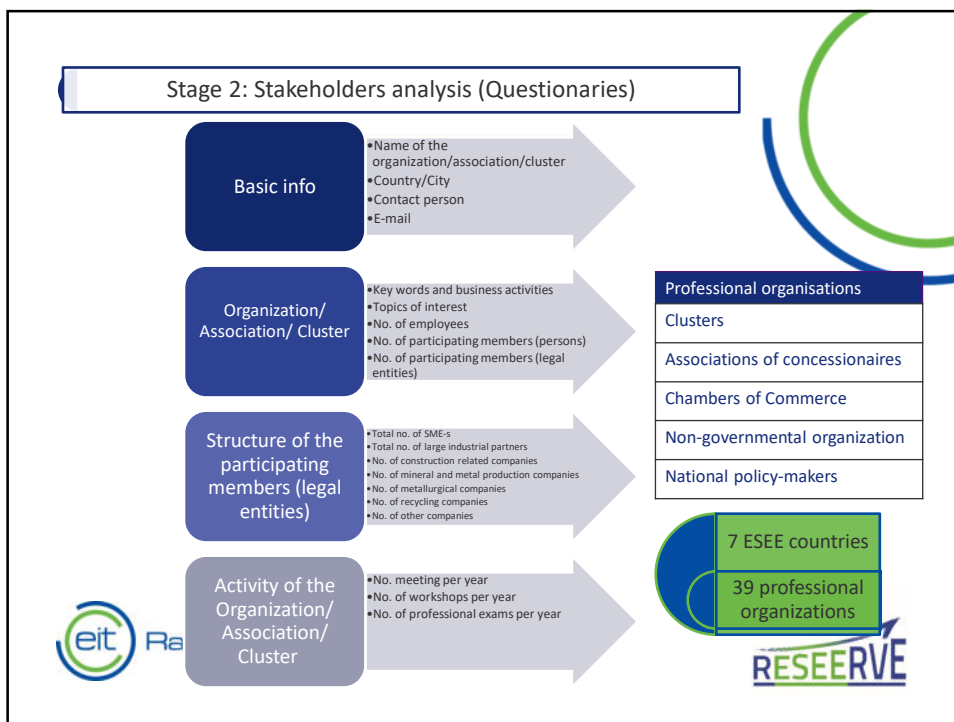 Stage 2: Stakeholders analysis (Questionaries)
Basic info
•Name of the
organization/association/cluster
•Country/City
•Contact person
•E-mail
Organization/
Association/ Cluster
•Key words and business activities
•Topics of interest
•No. of employees
•No. of participating members (persons)
•No. of participating members (legal
entities)
Structure of the
participating
members (legal
entities)
•Total no. of SME-s
•Total no. of large industrial partners
•No. of construction related companies
•No. of mineral and metal production companies
•No. of metallurgical companies
•No. of recycling companies
•No. of other companies
Activity of the
Organization/
Association/
Cluster
•No. meeting per year
•No. of workshops per year
•No. of professional exams per year
Professional organisations
Clusters
Associations of concessionaires
Chambers of Commerce
Non-governmental organization
National policy-makers
7 ESEE countries
39 professional
organizations
eit Ra
RESEERVE